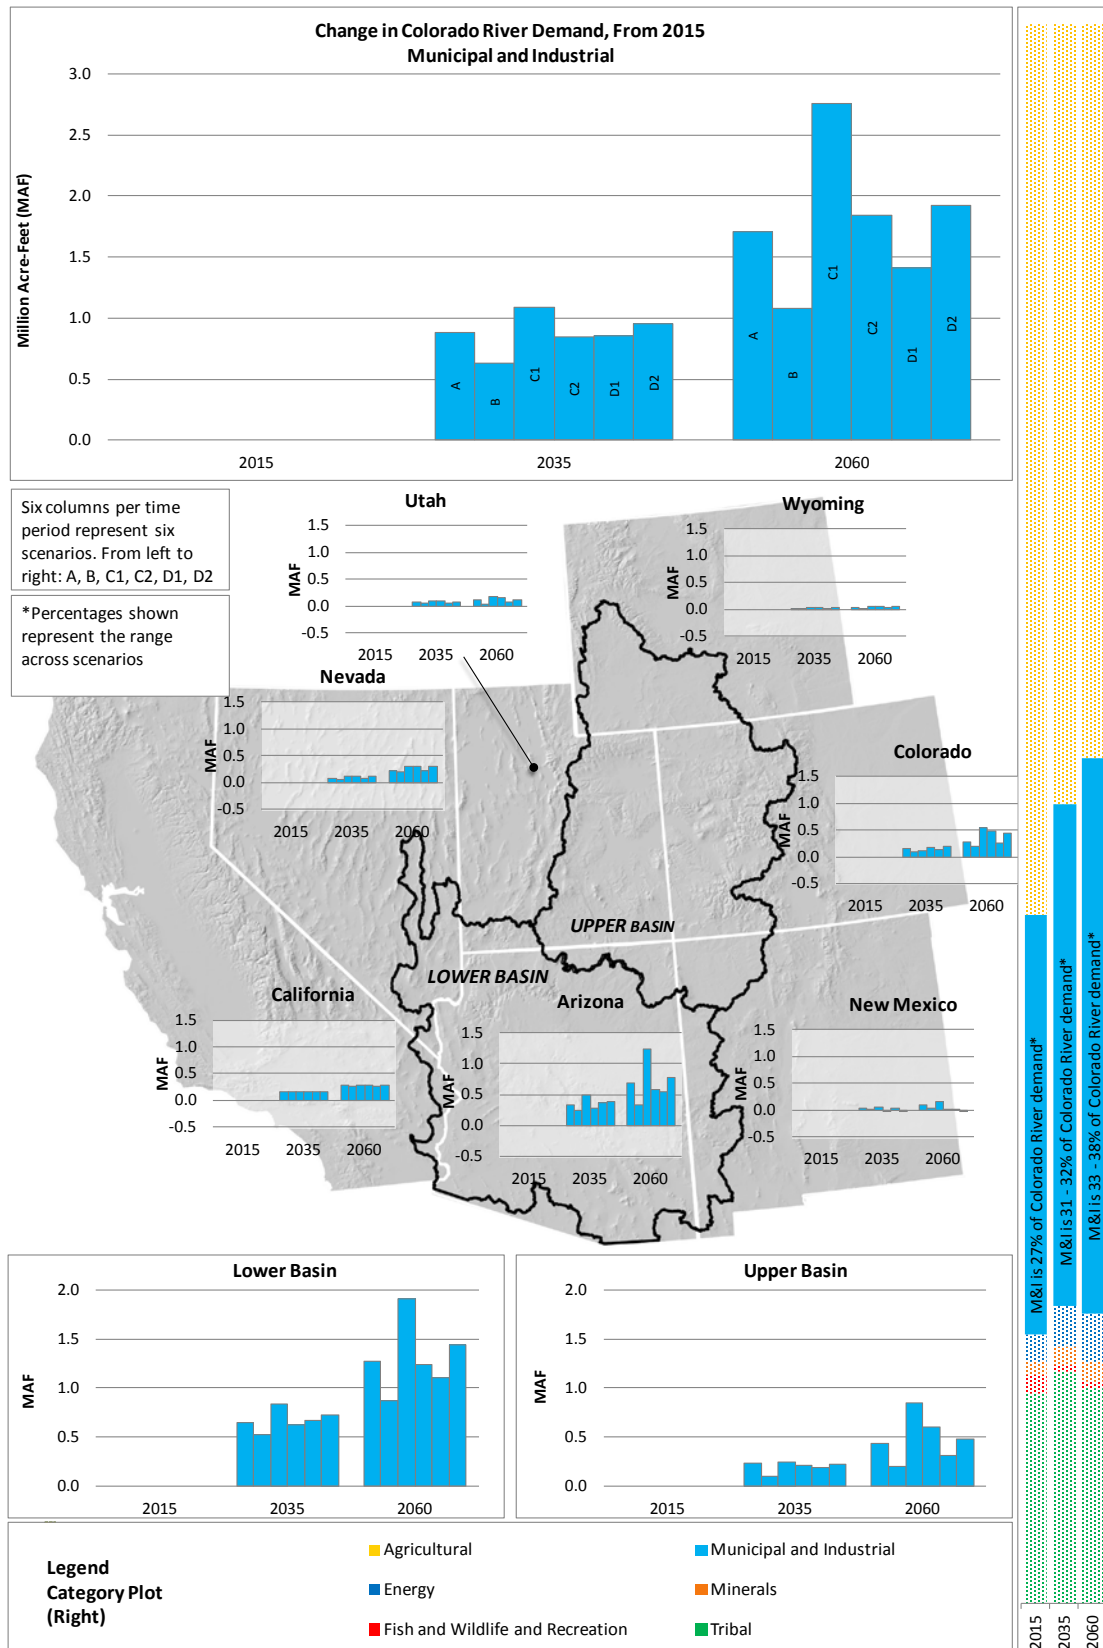 Change in Colorado River Demand, From 2015
Municipal and Industrial
Million Acre-Feet (MAF)
3.0
2.5
2.0
1.5
1.0
0.5
0.0
A
B
C1
C2
D1
D2
A
B
C1
C2
D1
D2
2015
2035
2060
Six columns per time
period represent six
scenarios. From left to
right: A, B, C1, C2, D1, D2
*Percentages shown
represent the range
across scenarios
Utah
MAF
1.5
1.0
0.5
0.0
-0.5
2015
2035
2060
Wyoming
MAF
1.5
1.0
0.5
0.0
-0.5
2015
2035
2060
Nevada
MAF
1.5
1.0
0.5
0.0
-0.5
2015
2035
2060
Colorado
MAF
1.5
1.0
0.5
0.0
-0.5
2015
2035
2060
UPPER BASIN
LOWER BASIN
California
MAF
1.5
1.0
0.5
0.0
-0.5
2015
2035
2060
Arizona
MAF
1.5
1.0
0.5
0.0
-0.5
2015
2035
2060
New Mexico
MAF
1.5
1.0
0.5
0.0
-0.5
2015
2035
2060
Lower Basin
MAF
2.0
1.5
1.0
0.5
0.0
2015
2035
2060
Upper Basin
MAF
2.0
1.5
1.0
0.5
0.0
2015
2035
2060
M&I is 27% of Colorado River demand*
M&I is 31 - 32% of Colorado River demand*
M&I is 33 - 38% of Colorado River demand*
2015
2035
2060
Legend
Category Plot
(Right)
Agricultural
Municipal and Industrial
Energy
Minerals
Fish and Wildlife and Recreation
Tribal